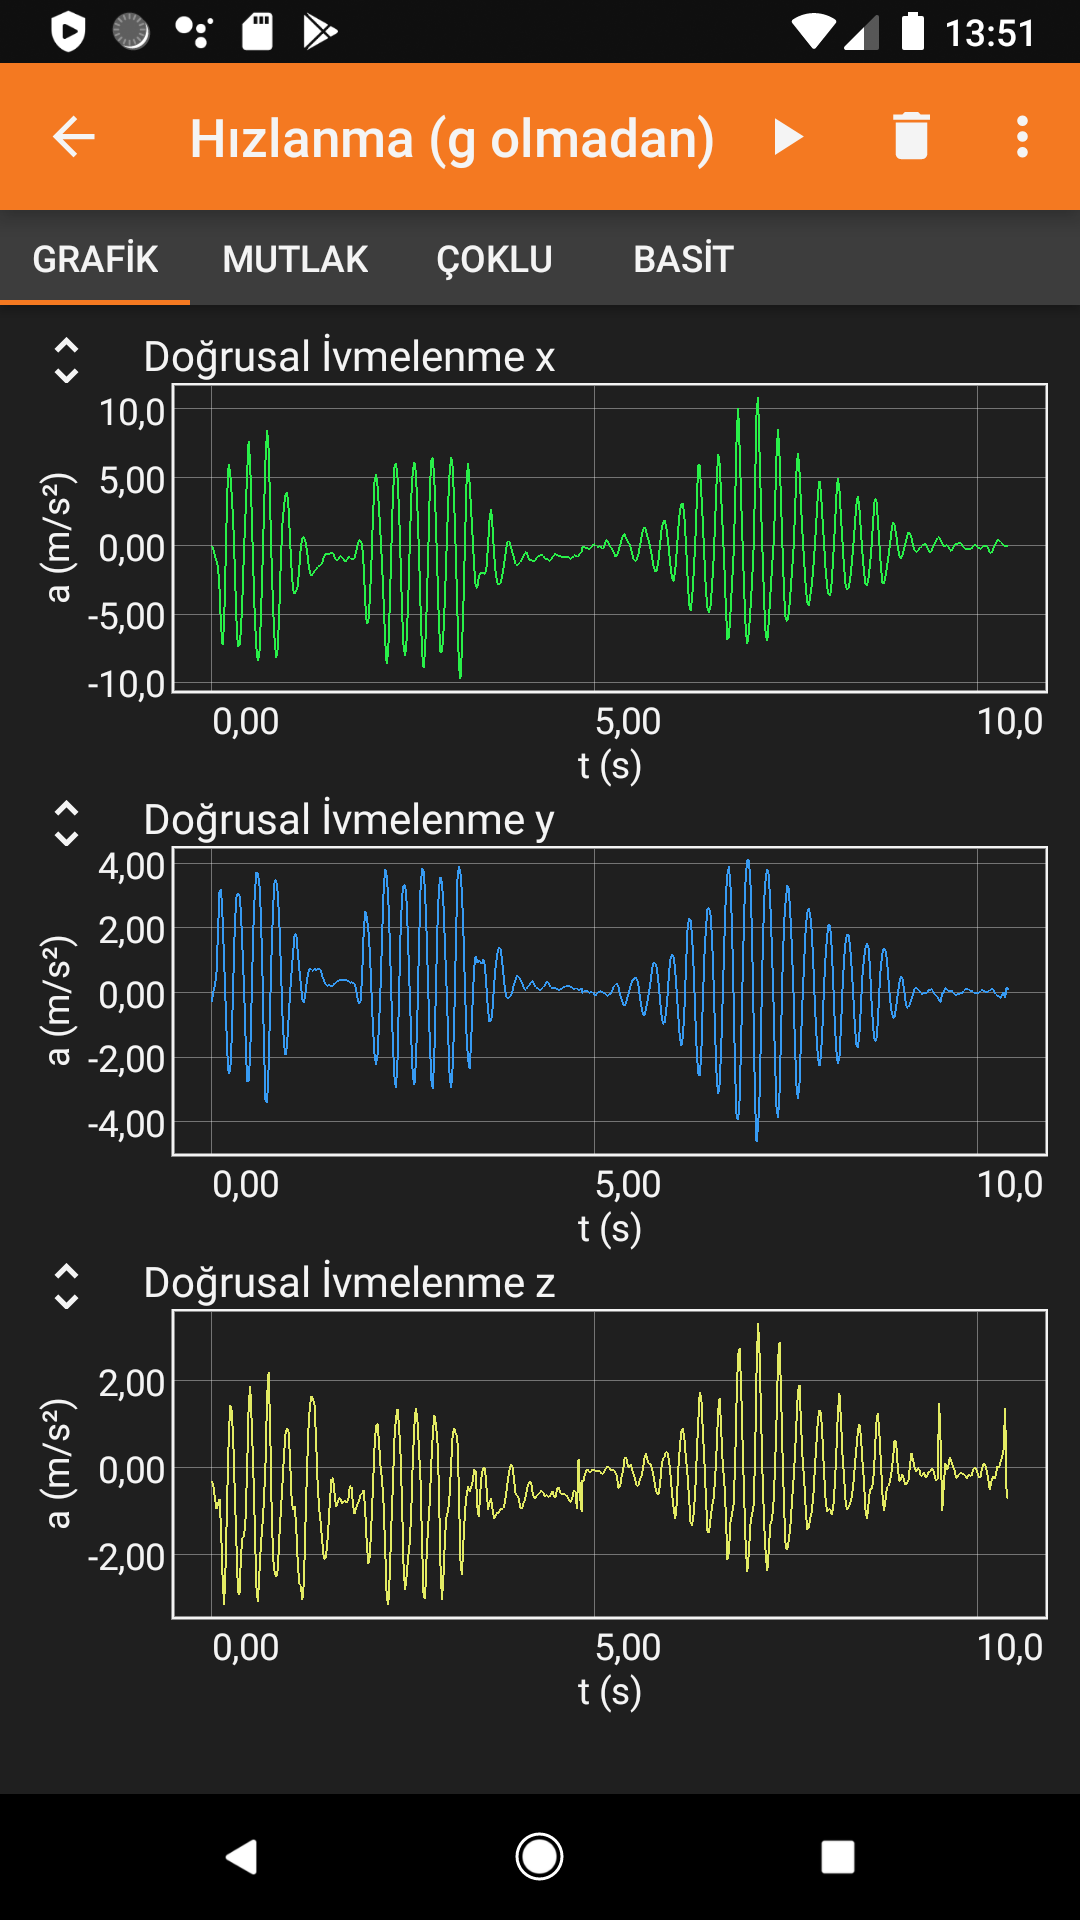 13:51
Hızlanma (g olmadan)
GRAFİK MUTLAK ÇOKLU BASİT
Doğrusal İvmelenme x
10,0
5,00
0,00
-5,00
-10,0
a (m/s²)
0,00 5,00 10,0
t (s)
Doğrusal İvmelenme y
4,00
2,00
0,00
-2,00
-4,00
a (m/s²)
0,00 5,00 10,0
t (s)
Doğrusal İvmelenme z
2,00
0,00
-2,00
a (m/s²)
0,00 5,00 10,0
t (s)